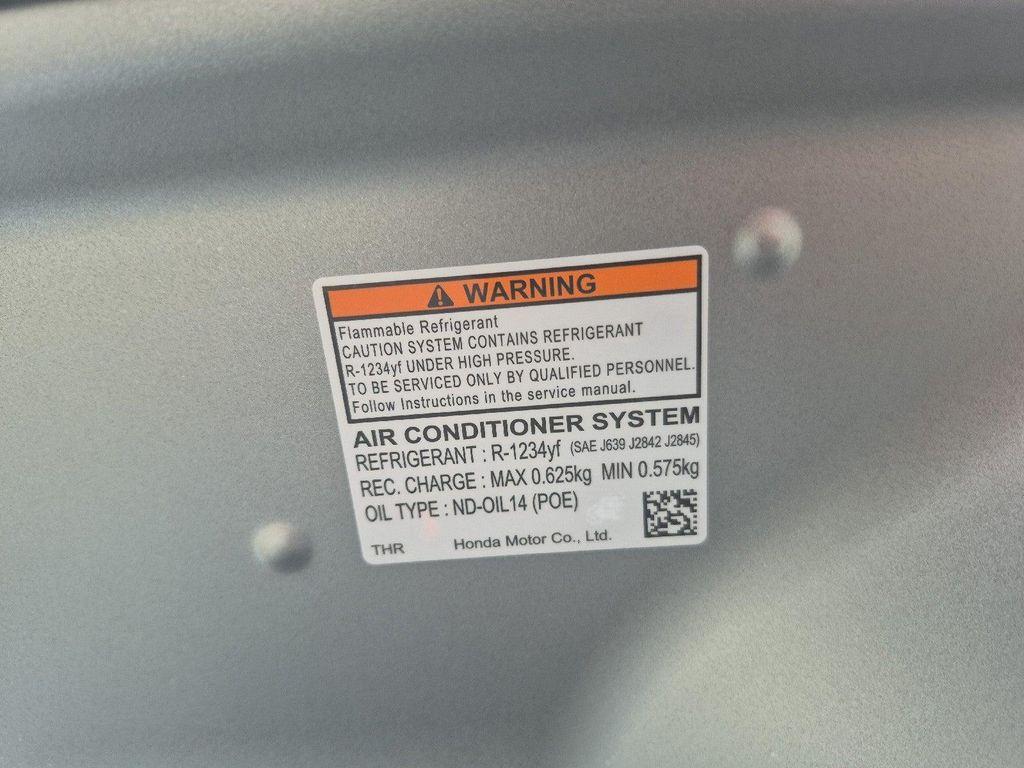 WARNING
Flammable Refrigerant
CAUTION SYSTEM CONTAINS REFRIGERANT
R-1234yf UNDER HIGH PRESSURE.
TO BE SERVICED ONLY BY QUALIFIED PERSONNEL.
Follow Instructions in the service manual.
AIR CONDITIONER SYSTEM
REFRIGERANT : R-1234yf (SAE J639 J2842 J2845)
REC. CHARGE : MAX 0.625kg MIN 0.575kg
OIL TYPE : ND-OIL14 (POE)
THR Honda Motor Co., Ltd.